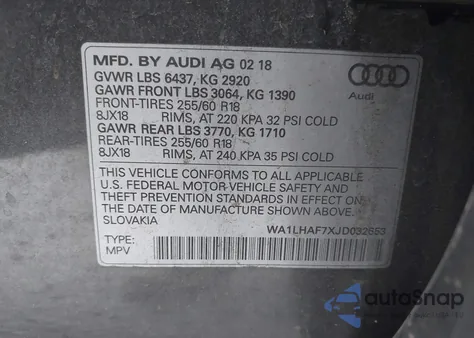 MFD. BY AUDI AG 02 18
GVWR LBS 6437, KG 2920
GAWR FRONT LBS 3064, KG 1390
FRONT-TIRES 255/60 R18
8JX18 RIMS, AT 220 KPA 32 PSI COLD
GAWR REAR LBS 3770, KG 1710
REAR-TIRES 255/60 R18
8JX18 RIMS, AT 240 KPA 35 PSI COLD
Audi
THIS VEHICLE CONFORMS TO ALL APPLICABLE
U.S. FEDERAL MOTOR-VEHICLE SAFETY AND
THEFT PREVENTION STANDARDS IN EFFECT ON
THE DATE OF MANUFACTURE SHOWN ABOVE.
SLOVAKIA
WA1LHAF7XJD032653
TYPE:
MPV
autoSnap